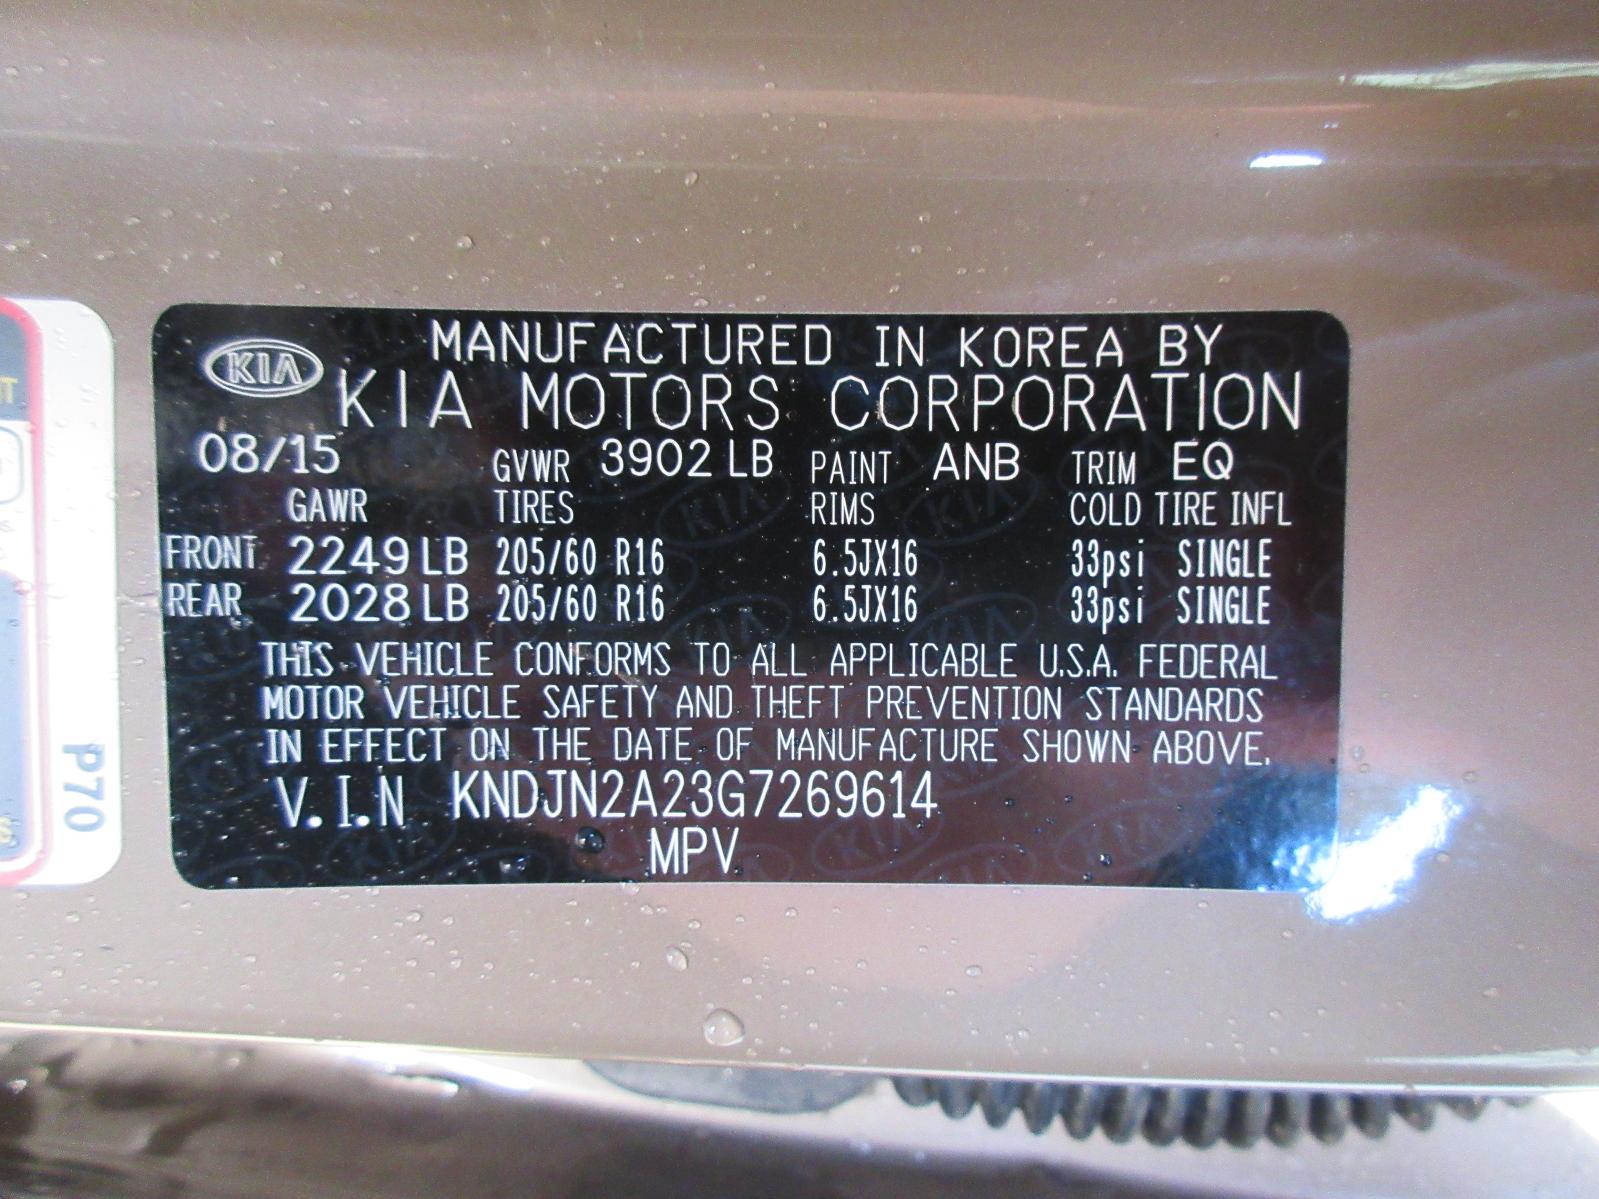 KIA
MANUFACTURED IN KOREA BY
KIA MOTORS CORPORATION
08/15 GVWR 3902 LB PAINT ANB TRIM EQ
GAWR TIRES RIMS COLD TIRE INFL
FRONT 2249 LB 205/60 R16 6.5JX16 33psi SINGLE
REAR 2028 LB 205/60 R16 6.5JX16 33psi SINGLE
THIS VEHICLE CONFORMS TO ALL APPLICABLE U.S.A. FEDERAL
MOTOR VEHICLE SAFETY AND THEFT PREVENTION STANDARDS
IN EFFECT ON THE DATE OF MANUFACTURE SHOWN ABOVE.
V.I.N KNDJN2A23G7269614
MPV
P70